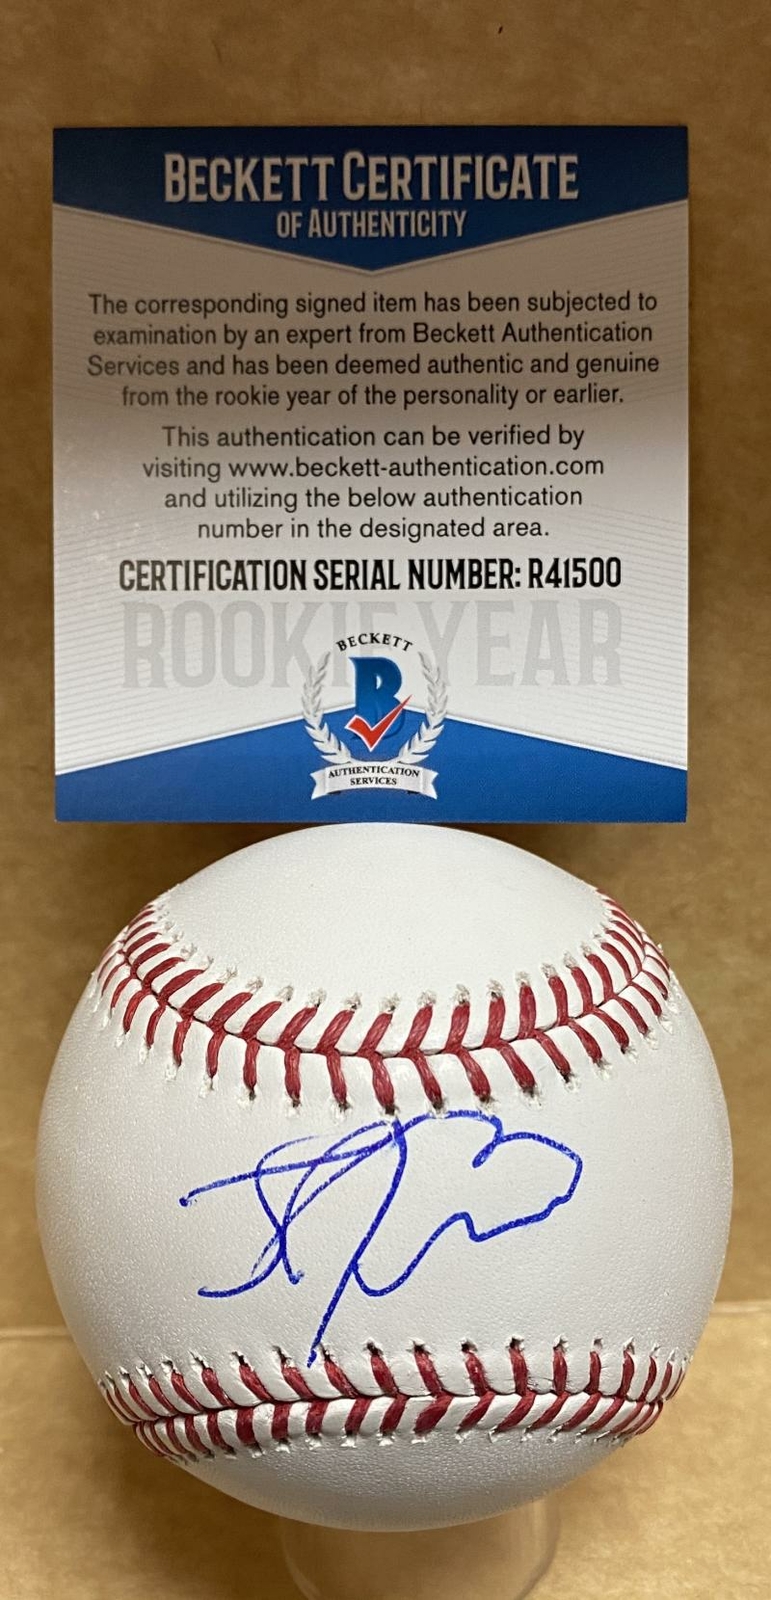 BECKETT CERTIFICATE
OF AUTHENTICITY
The corresponding signed item has been subjected to
examination by an expert from Beckett Authentication
Services and has been deemed authentic and genuine
from the rookie year of the personality or earlier.
This authentication can be verified by
visiting www.beckett-authentication.com
and utilizing the below authentication
number in the designated area.
CERTIFICATION SERIAL NUMBER: R41500
ROOKIE YEAR
BECKETT
B
AUTHENTICATION
SERVICES